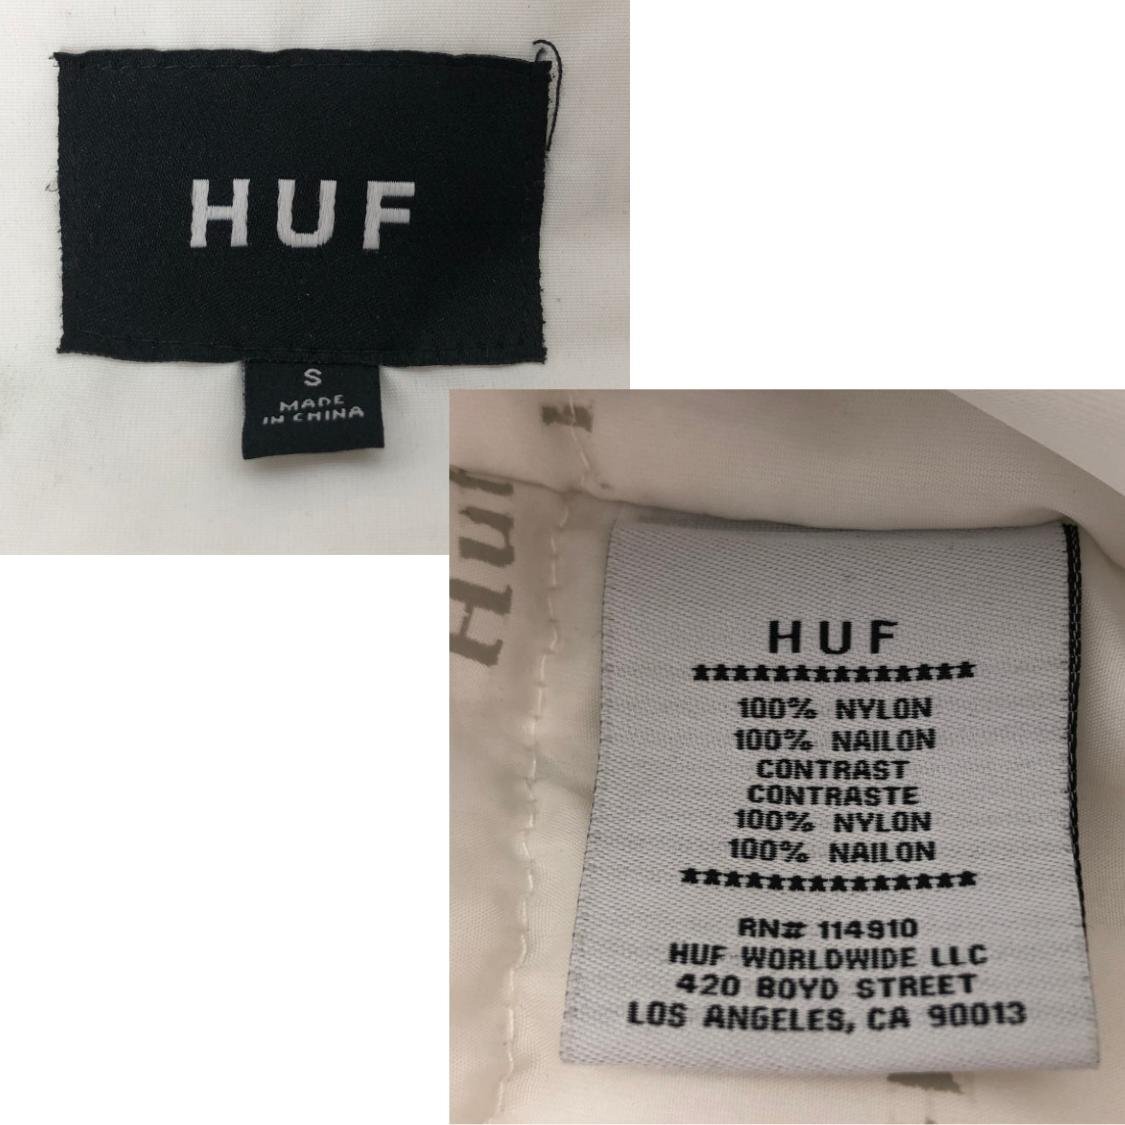 HUF
S
MADE
IN CHINA
Huf
HUF
**************
100% NYLON
100% NAILON
CONTRAST
CONTRASTE
100% NYLON
100% NAILON
**************
RN# 114910
HUF WORLDWIDE LLC
420 BOYD STREET
LOS ANGELES, CA 90013